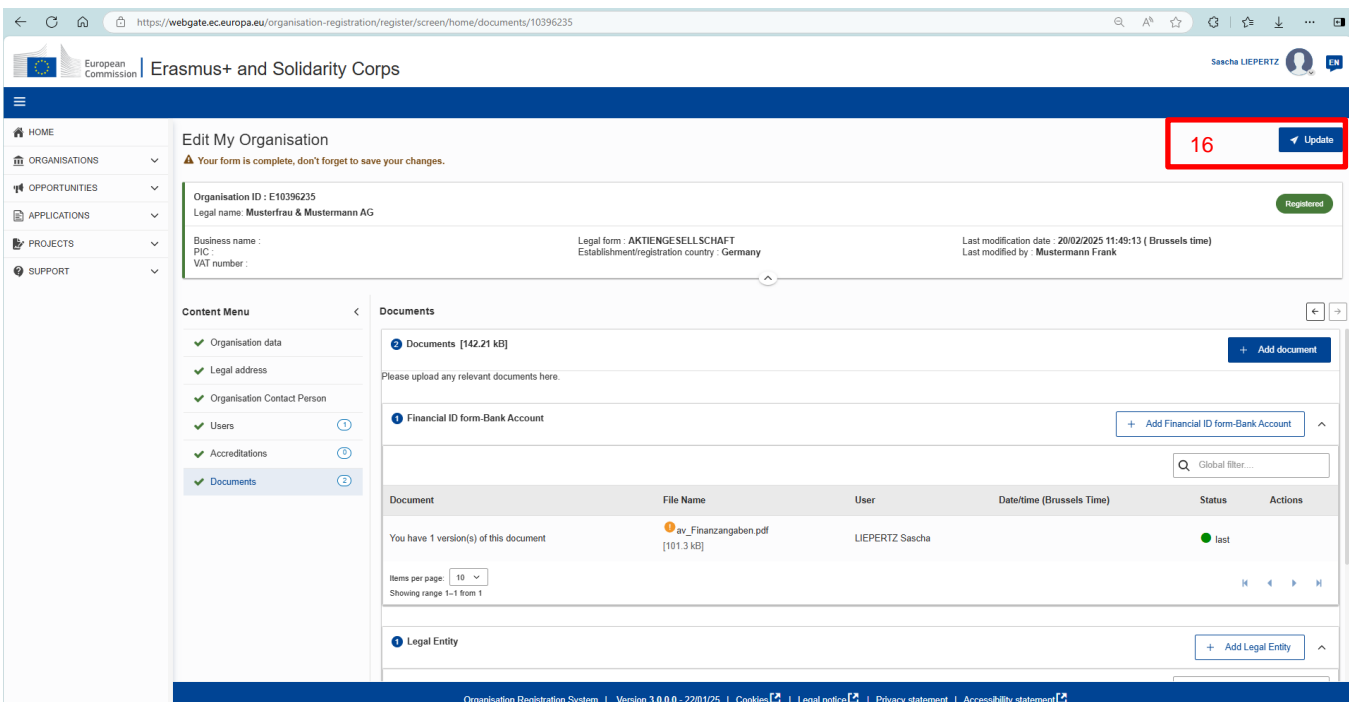 https://webgate.ec.europa.eu/organisation-registration/register/screen/home/documents/10396235
European Commission
Erasmus+ and Solidarity Corps
Sascha LIEPERTZ
EN
HOME
ORGANISATIONS
OPPORTUNITIES
APPLICATIONS
PROJECTS
SUPPORT
Edit My Organisation
Your form is complete, don't forget to save your changes.
16
Update
Organisation ID : E10396235
Legal name: Musterfrau & Mustermann AG
Registered
Business name :
PIC :
VAT number :
Legal form : AKTIENGESELLSCHAFT
Establishment/registration country : Germany
Last modification date : 20/02/2025 11:49:13 ( Brussels time)
Last modified by : Mustermann Frank
Content Menu
Organisation data
Legal address
Organisation Contact Person
Users 1
Accreditations 0
Documents 2
Documents
2 Documents [142.21 kB]
+ Add document
Please upload any relevant documents here.
1 Financial ID form-Bank Account
+ Add Financial ID form-Bank Account
Global filter....
Document File Name User Date/time (Brussels Time) Status Actions
You have 1 version(s) of this document av_Finanzangaben.pdf LIEPERTZ Sascha last
[101.3 kB]
Items per page: 10
Showing range 1–1 from 1
1 Legal Entity
+ Add Legal Entity
Organisation Registration System | Version 3.0.0.0 - 22/01/25 | Cookies | Legal notice | Privacy statement | Accessibility statement